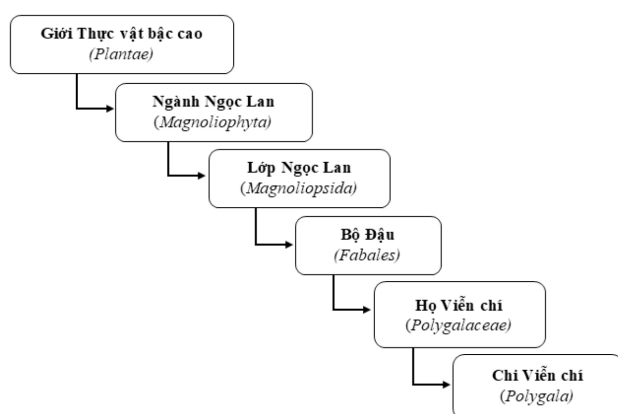 Giới Thực vật bậc cao
(Plantae)
Ngành Ngọc Lan
(Magnoliophyta)
Lớp Ngọc Lan
(Magnoliopsida)
Bộ Đậu
(Fabales)
Họ Viễn chí
(Polygalaceae)
Chi Viễn chí
(Polygala)